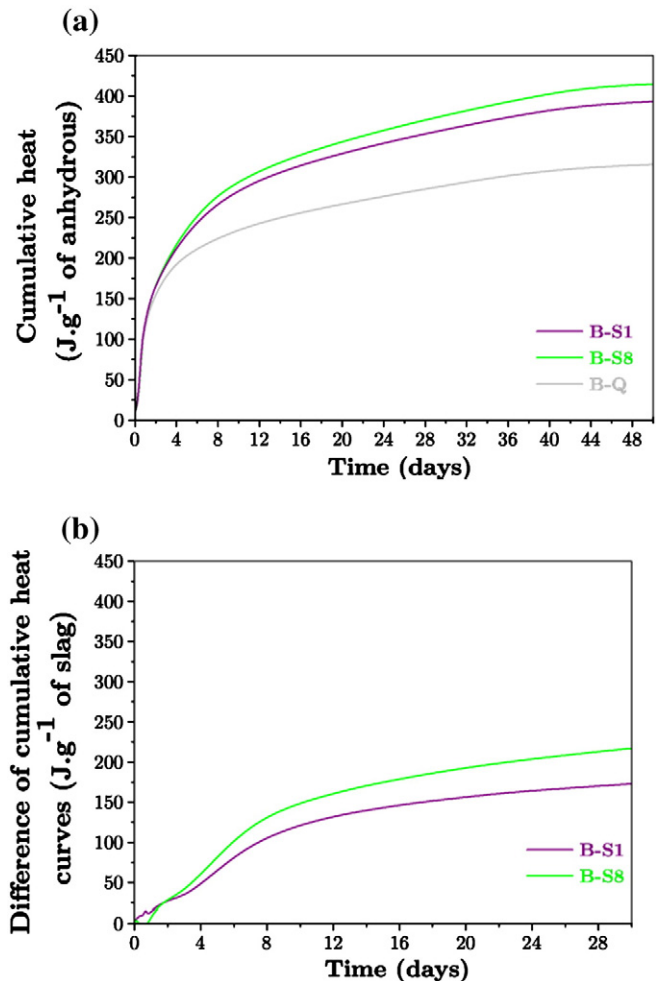 (a)
450
400
350
300
250
200
150
100
50
0
Cumulative heat
(J.g-1 of anhydrous)
B-S1
B-S8
B-Q
0 4 8 12 16 20 24 28 32 36 40 44 48
Time (days)
(b)
450
400
350
300
250
200
150
100
50
0
Difference of cumulative heat
curves (J.g-1 of slag)
B-S1
B-S8
0 4 8 12 16 20 24 28
Time (days)